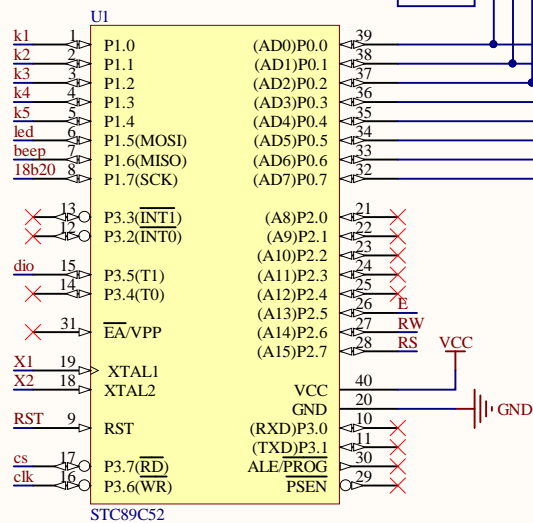 U1
k1 1 P1.0 (AD0)P0.0 39
k2 2 P1.1 (AD1)P0.1 38
k3 3 P1.2 (AD2)P0.2 37
k4 4 P1.3 (AD3)P0.3 36
k5 5 P1.4 (AD4)P0.4 35
led 6 P1.5(MOSI) (AD5)P0.5 34
beep 7 P1.6(MISO) (AD6)P0.6 33
18b20 8 P1.7(SCK) (AD7)P0.7 32
13 P3.3(INT1) (A8)P2.0 21
12 P3.2(INT0) (A9)P2.1 22
(A10)P2.2 23
dio 15 P3.5(T1) (A11)P2.3 24
14 P3.4(T0) (A12)P2.4 25
(A13)P2.5 26 E
31 EA/VPP (A14)P2.6 27 RW
(A15)P2.7 28 RS VCC
X1 19 XTAL1
X2 18 XTAL2 VCC 40
GND 20 GND
RST 9 RST (RXD)P3.0 10
(TXD)P3.1 11
cs 17 P3.7(RD) ALE/PROG 30
clk 16 P3.6(WR) PSEN 29
STC89C52